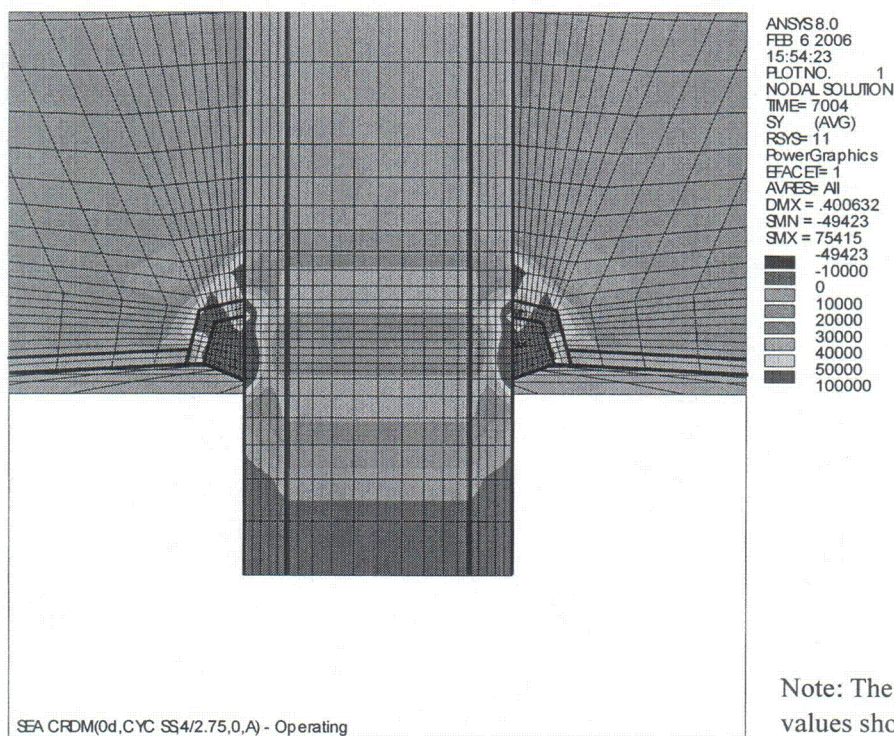 ANSYS 8.0
FEB 6 2006
15:54:23
PLOT NO. 1
NODAL SOLUTION
TIME= 7004
SY (AVG)
RSYS= 11
PowerGraphics
EFACET= 1
AVRES= All
DMX = .400632
SMN = -49423
SMX = 75415
-49423
-10000
0
10000
20000
30000
40000
50000
100000
SEA CRDM(0d,CYC SS,4/2.75,0,A) - Operating
Note: The
values sho